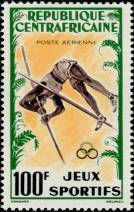 REPUBLIQUE
CENTRAFRICAINE
POSTE AERIENNE
100F JEUX
SPORTIFS